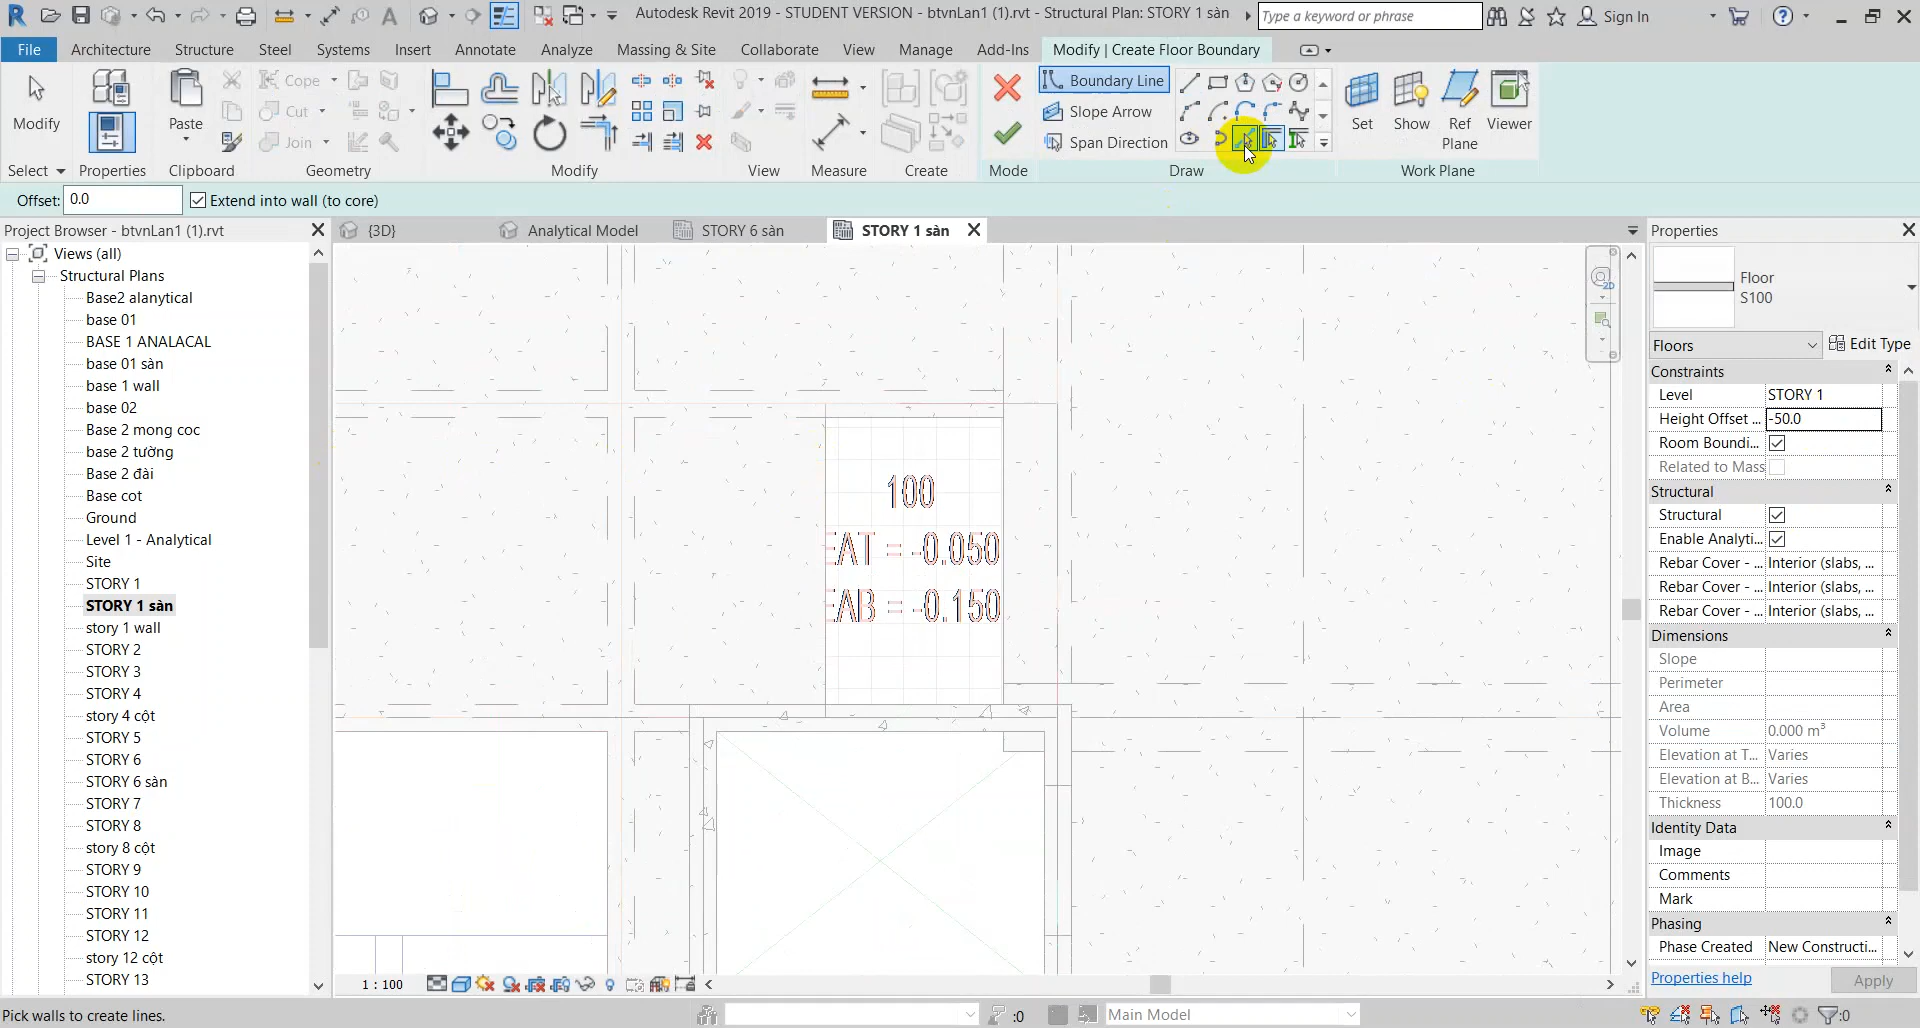 Autodesk Revit 2019 - STUDENT VERSION - btvnLan1 (1).rvt - Structural Plan: STORY 1 sàn
Type a keyword or phrase
Sign In
File Architecture Structure Steel Systems Insert Annotate Analyze Massing & Site Collaborate View Manage Add-Ins Modify | Create Floor Boundary
Modify
Paste
Cope
Cut
Join
Boundary Line
Slope Arrow
Span Direction
Set
Show
Ref
Plane
Viewer
Select Properties Clipboard Geometry Modify View Measure Create Mode Draw Work Plane
Offset: 0.0 Extend into wall (to core)
Project Browser - btvnLan1 (1).rvt
Views (all)
Structural Plans
Base2 alanytical
base 01
BASE 1 ANALACAL
base 01 sàn
base 1 wall
base 02
Base 2 mong coc
base 2 tường
Base 2 đài
Base cot
Ground
Level 1 - Analytical
Site
STORY 1
STORY 1 sàn
story 1 wall
STORY 2
STORY 3
STORY 4
story 4 cột
STORY 5
STORY 6
STORY 6 sàn
STORY 7
STORY 8
story 8 cột
STORY 9
STORY 10
STORY 11
STORY 12
story 12 cột
STORY 13
{3D}
Analytical Model
STORY 6 sàn
STORY 1 sàn
100
EAT = -0.050
EAB = -0.150
2D
1 : 100
Properties
Floor
S100
Floors
Edit Type
Constraints
Level STORY 1
Height Offset ... -50.0
Room Boundi...
Related to Mass
Structural
Structural
Enable Analyti...
Rebar Cover - ... Interior (slabs, ...
Rebar Cover - ... Interior (slabs, ...
Rebar Cover - ... Interior (slabs, ...
Dimensions
Slope
Perimeter
Area
Volume 0.000 m³
Elevation at T... Varies
Elevation at B... Varies
Thickness 100.0
Identity Data
Image
Comments
Mark
Phasing
Phase Created New Constructi...
Properties help
Apply
Pick walls to create lines.
:0
Main Model
:0